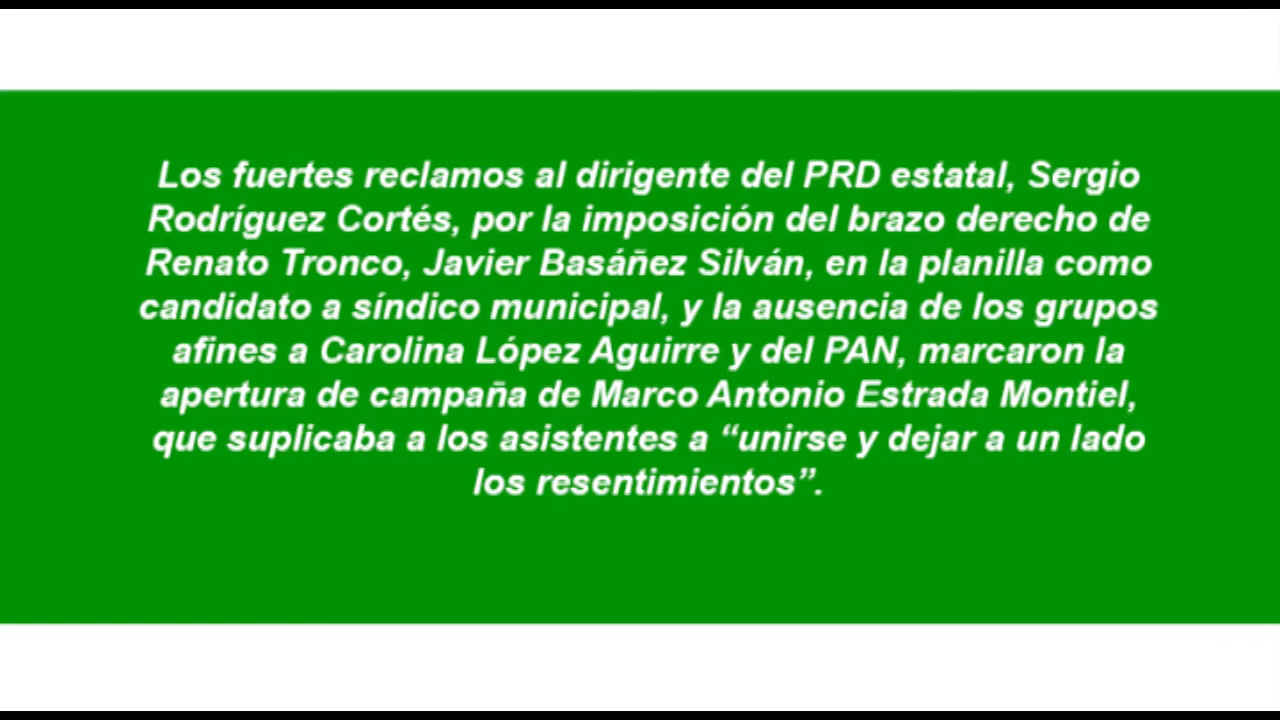 Los fuertes reclamos al dirigente del PRD estatal, Sergio
Rodríguez Cortés, por la imposición del brazo derecho de
Renato Tronco, Javier Basáñez Silván, en la planilla como
candidato a síndico municipal, y la ausencia de los grupos
afines a Carolina López Aguirre y del PAN, marcaron la
apertura de campaña de Marco Antonio Estrada Montiel,
que suplicaba a los asistentes a “unirse y dejar a un lado
los resentimientos”.